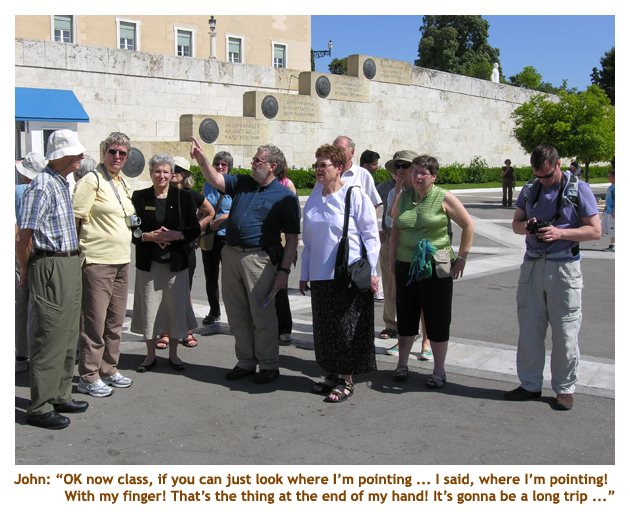 John: “OK now class, if you can just look where I’m pointing ... I said, where I’m pointing!
With my finger! That’s the thing at the end of my hand! It’s gonna be a long trip ...”